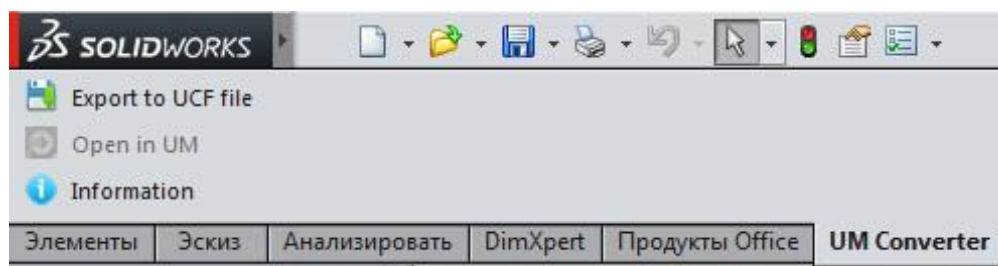 SOLIDWORKS
Export to UCF file
Open in UM
Information
Элементы Эскиз Анализировать DimXpert Продукты Office UM Converter